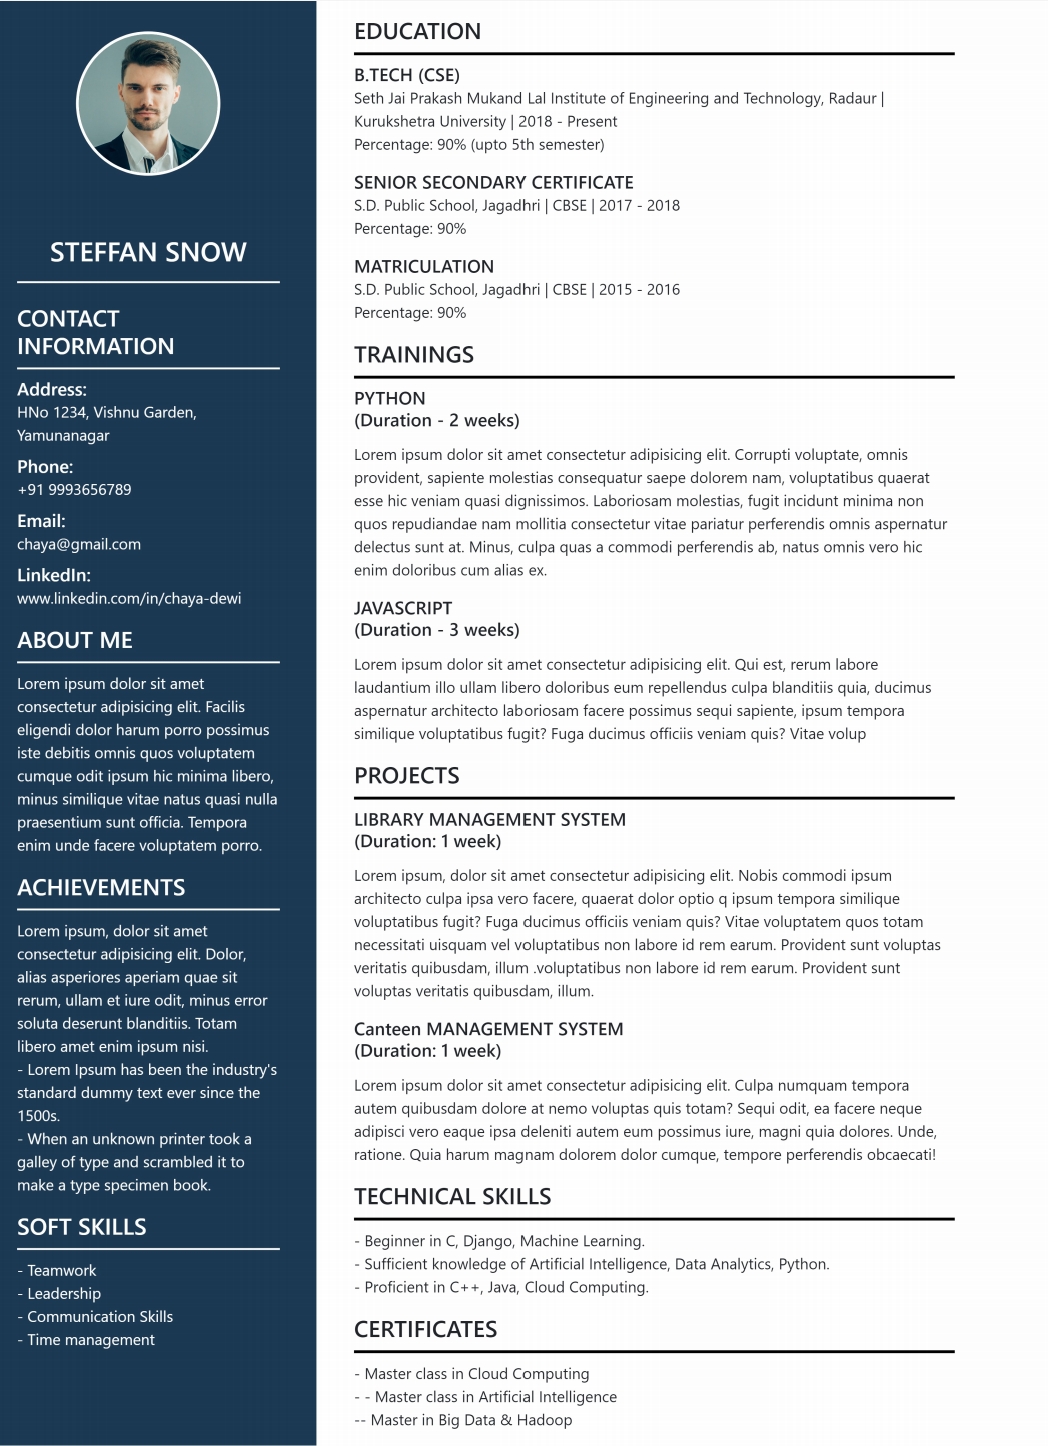 STEFFAN SNOW
CONTACT
INFORMATION
Address:
HNo 1234, Vishnu Garden,
Yamunanagar
Phone:
+91 9993656789
Email:
chaya@gmail.com
LinkedIn:
www.linkedin.com/in/chaya-dewi
ABOUT ME
Lorem ipsum dolor sit amet
consectetur adipisicing elit. Facilis
eligendi dolor harum porro possimus
iste debitis omnis quos voluptatem
cumque odit ipsum hic minima libero,
minus similique vitae natus quasi nulla
praesentium sunt officia. Tempora
enim unde facere voluptatem porro.
ACHIEVEMENTS
Lorem ipsum, dolor sit amet
consectetur adipisicing elit. Dolor,
alias asperiores aperiam quae sit
rerum, ullam et iure odit, minus error
soluta deserunt blanditiis. Totam
libero amet enim ipsum nisi.
- Lorem Ipsum has been the industry's
standard dummy text ever since the
1500s.
- When an unknown printer took a
galley of type and scrambled it to
make a type specimen book.
SOFT SKILLS
- Teamwork
- Leadership
- Communication Skills
- Time management
EDUCATION
B.TECH (CSE)
Seth Jai Prakash Mukand Lal Institute of Engineering and Technology, Radaur |
Kurukshetra University | 2018 - Present
Percentage: 90% (upto 5th semester)
SENIOR SECONDARY CERTIFICATE
S.D. Public School, Jagadhri | CBSE | 2017 - 2018
Percentage: 90%
MATRICULATION
S.D. Public School, Jagadhri | CBSE | 2015 - 2016
Percentage: 90%
TRAININGS
PYTHON
(Duration - 2 weeks)
Lorem ipsum dolor sit amet consectetur adipisicing elit. Corrupti voluptate, omnis
provident, sapiente molestias consequatur saepe dolorem nam, voluptatibus quaerat
esse hic veniam quasi dignissimos. Laboriosam molestias, fugit incidunt minima non
quos repudiandae nam mollitia consectetur vitae pariatur perferendis omnis aspernatur
delectus sunt at. Minus, culpa quas a commodi perferendis ab, natus omnis vero hic
enim doloribus cum alias ex.
JAVASCRIPT
(Duration - 3 weeks)
Lorem ipsum dolor sit amet consectetur adipisicing elit. Qui est, rerum labore
laudantium illo ullam libero doloribus eum repellendus culpa blanditiis quia, ducimus
aspernatur architecto laboriosam facere possimus sequi sapiente, ipsum tempora
similique voluptatibus fugit? Fuga ducimus officiis veniam quis? Vitae volup
PROJECTS
LIBRARY MANAGEMENT SYSTEM
(Duration: 1 week)
Lorem ipsum, dolor sit amet consectetur adipisicing elit. Nobis commodi ipsum
architecto culpa ipsa vero facere, quaerat dolor optio q ipsum tempora similique
voluptatibus fugit? Fuga ducimus officiis veniam quis? Vitae voluptatem quos totam
necessitati uisquam vel voluptatibus non labore id rem earum. Provident sunt voluptas
veritatis quibusdam, illum .voluptatibus non labore id rem earum. Provident sunt
voluptas veritatis quibusdam, illum.
Canteen MANAGEMENT SYSTEM
(Duration: 1 week)
Lorem ipsum dolor sit amet consectetur adipisicing elit. Culpa numquam tempora
autem quibusdam dolore at nemo voluptas quis totam? Sequi odit, ea facere neque
adipisci vero eaque ipsa deleniti autem eum possimus iure, magni quia dolores. Unde,
ratione. Quia harum magnam dolorem dolor cumque, tempore perferendis obcaecati!
TECHNICAL SKILLS
- Beginner in C, Django, Machine Learning.
- Sufficient knowledge of Artificial Intelligence, Data Analytics, Python.
- Proficient in C++, Java, Cloud Computing.
CERTIFICATES
- Master class in Cloud Computing
- - Master class in Artificial Intelligence
-- Master in Big Data & Hadoop